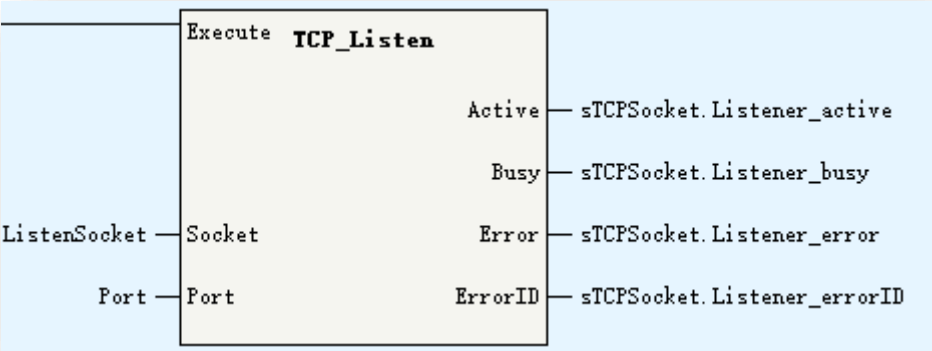 Execute TCP_Listen
Active sTCPSocket.Listener_active
Busy sTCPSocket.Listener_busy
ListenSocket Socket Error sTCPSocket.Listener_error
Port Port ErrorID sTCPSocket.Listener_errorID